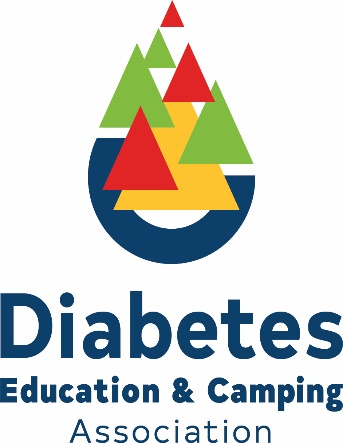 Diabetes
Education & Camping
Association